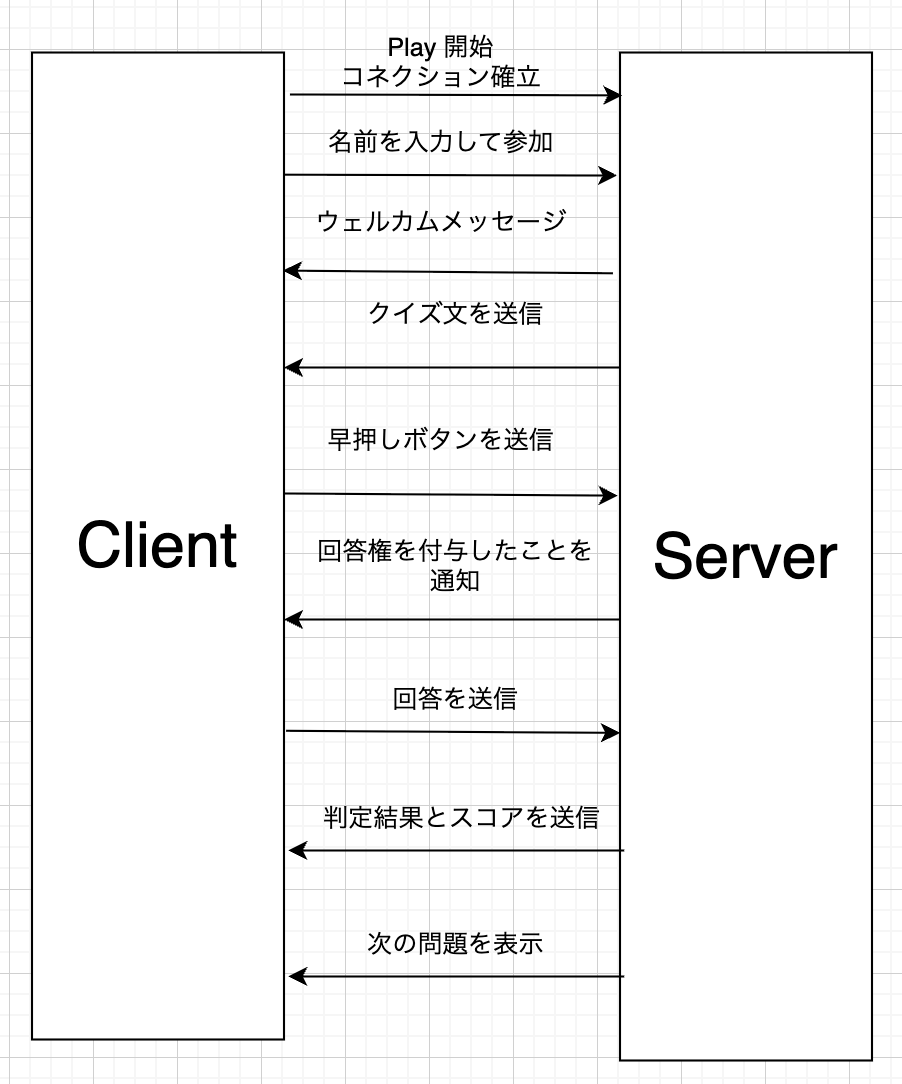 Play 開始
コネクション確立
名前を入力して参加
ウェルカムメッセージ
クイズ文を送信
早押しボタンを送信
Client
Server
回答権を付与したことを
通知
回答を送信
判定結果とスコアを送信
次の問題を表示